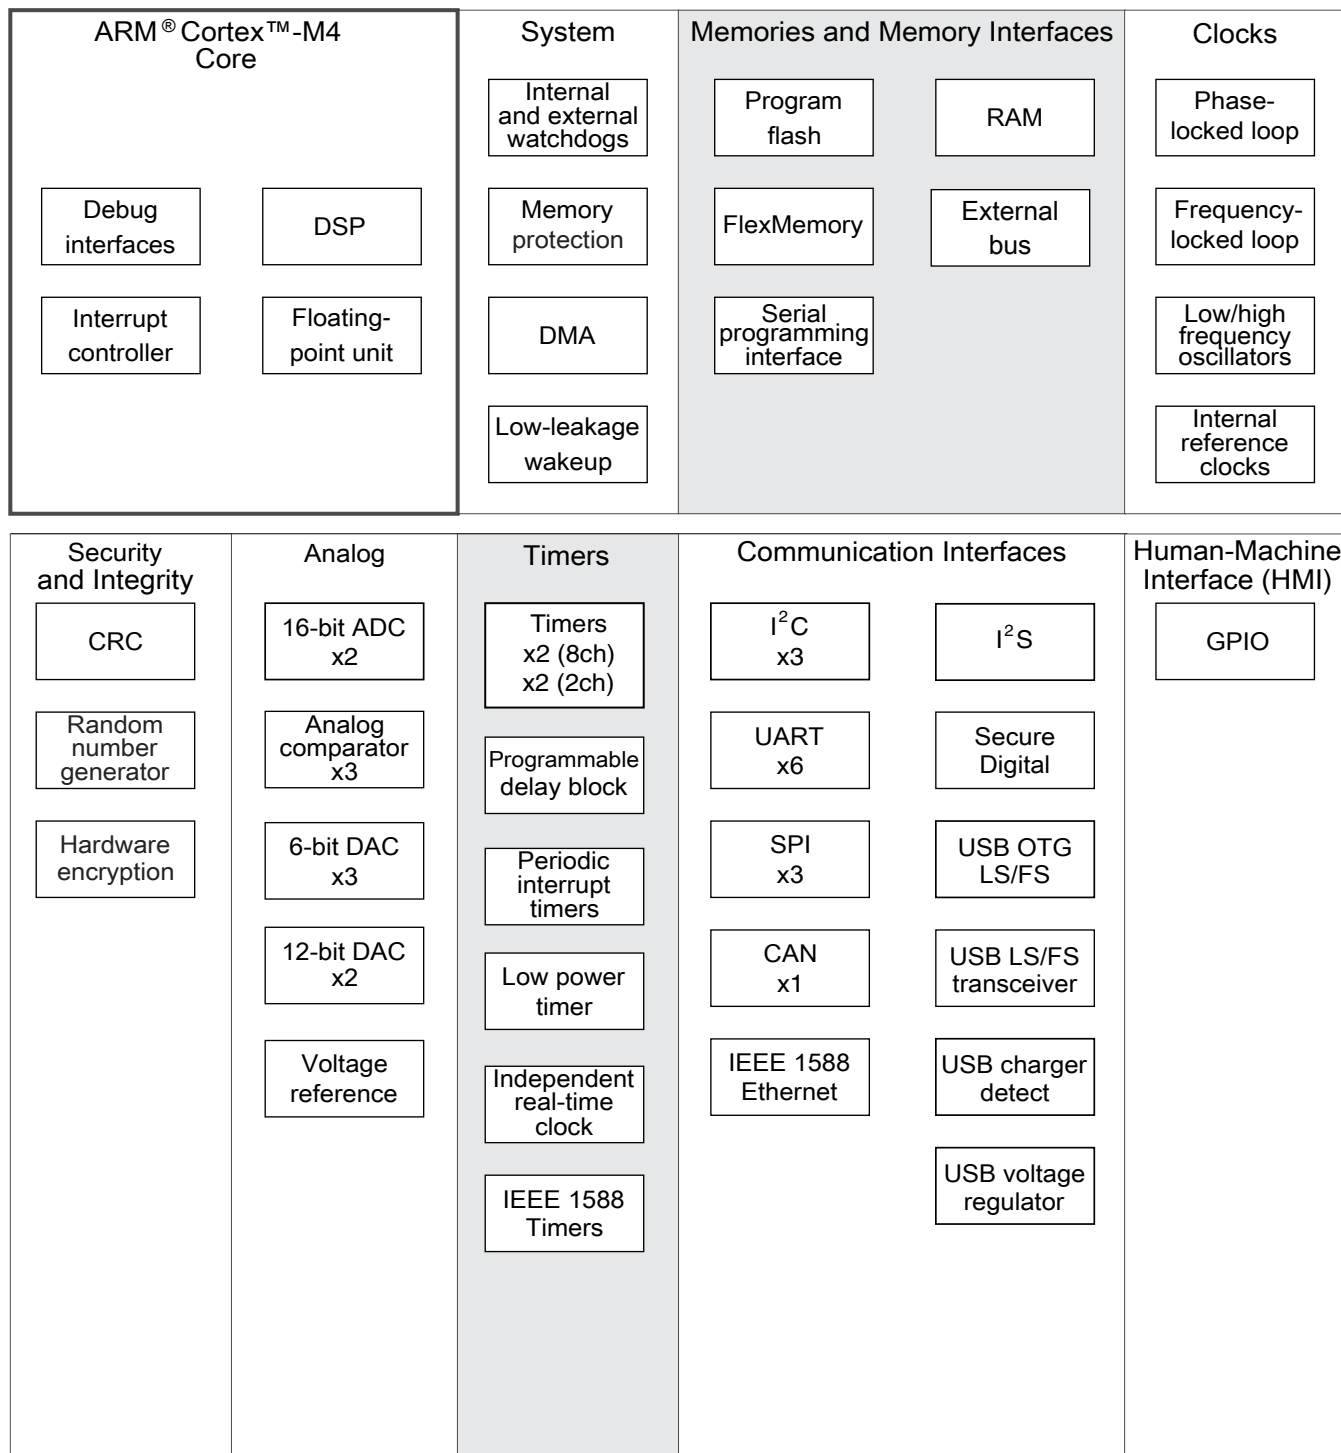 ARM® Cortex™-M4
Core
Debug
interfaces
DSP
Interrupt
controller
Floating-
point unit
System
Internal
and external
watchdogs
Memory
protection
DMA
Low-leakage
wakeup
Memories and Memory Interfaces
Program
flash
RAM
FlexMemory
External
bus
Serial
programming
interface
Clocks
Phase-
locked loop
Frequency-
locked loop
Low/high
frequency
oscillators
Internal
reference
clocks
Security
and Integrity
CRC
Random
number
generator
Hardware
encryption
Analog
16-bit ADC
x2
Analog
comparator
x3
6-bit DAC
x3
12-bit DAC
x2
Voltage
reference
Timers
Timers
x2 (8ch)
x2 (2ch)
Programmable
delay block
Periodic
interrupt
timers
Low power
timer
Independent
real-time
clock
IEEE 1588
Timers
Communication Interfaces
I²C
x3
I²S
UART
x6
Secure
Digital
SPI
x3
USB OTG
LS/FS
CAN
x1
USB LS/FS
transceiver
IEEE 1588
Ethernet
USB charger
detect
USB voltage
regulator
Human-Machine
Interface (HMI)
GPIO